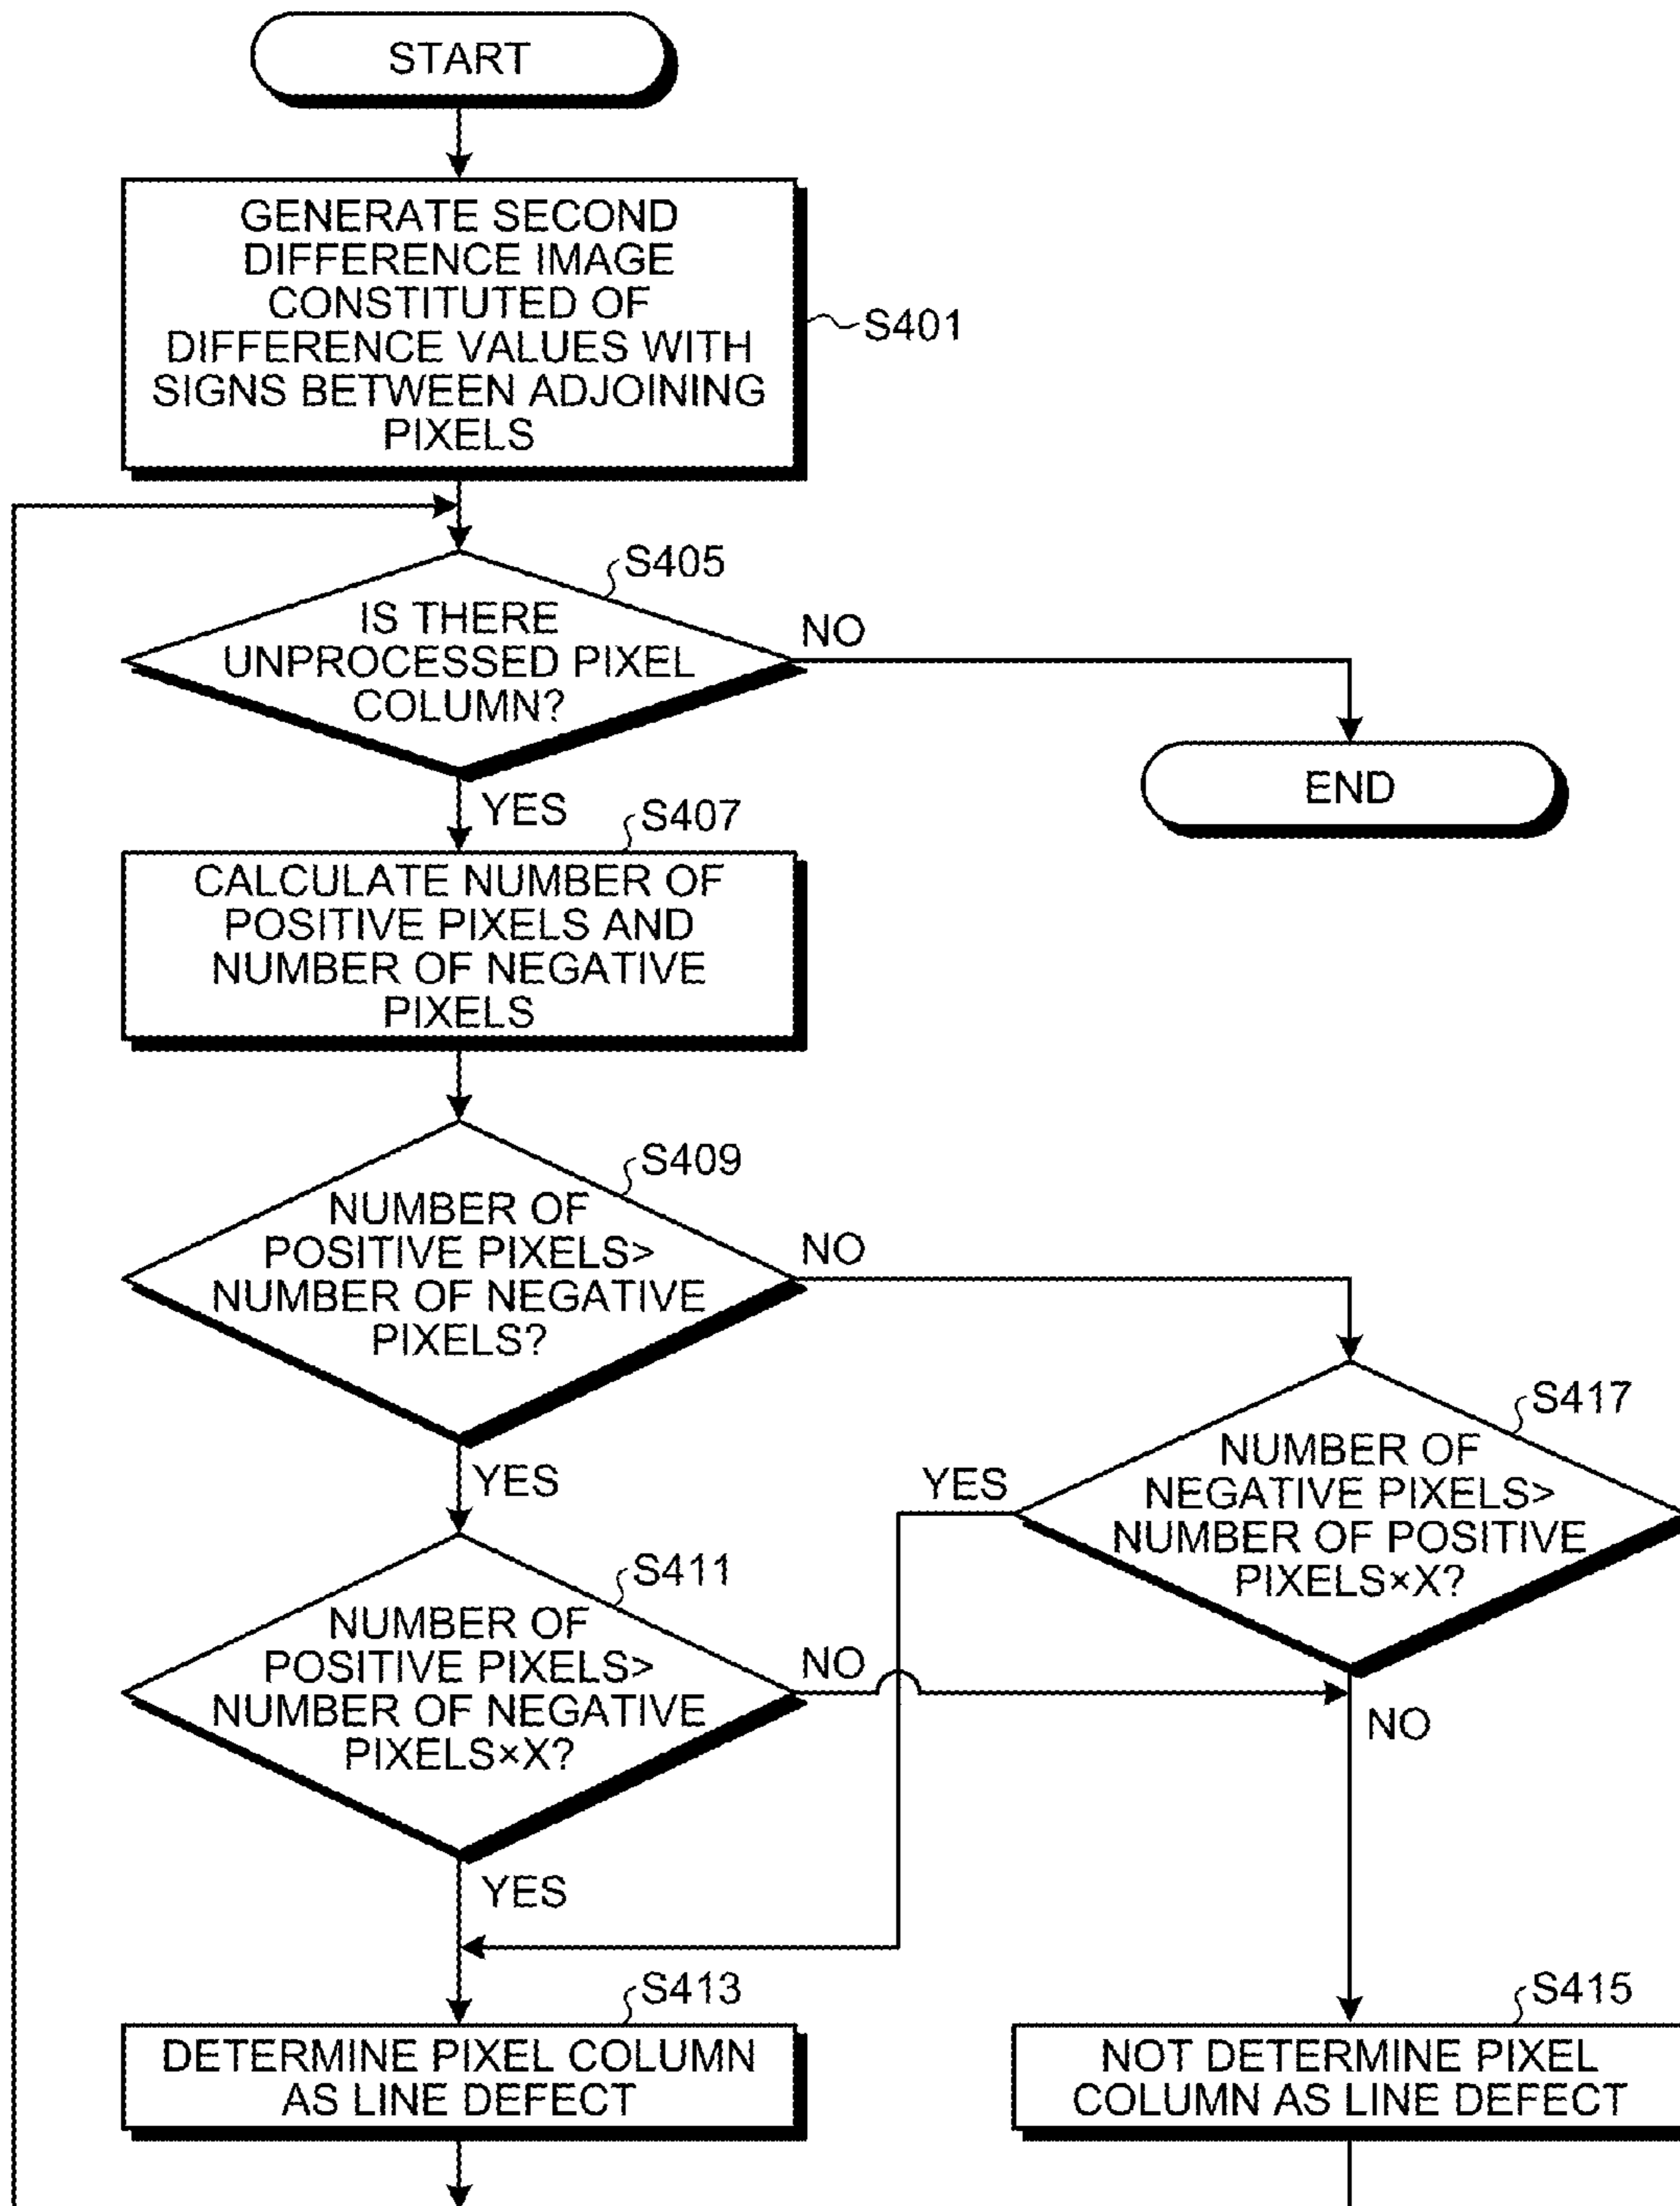 START
GENERATE SECOND
DIFFERENCE IMAGE
CONSTITUTED OF
DIFFERENCE VALUES WITH
SIGNS BETWEEN ADJOINING
PIXELS
S401
S405
IS THERE
UNPROCESSED PIXEL
COLUMN?
NO
END
YES
S407
CALCULATE NUMBER OF
POSITIVE PIXELS AND
NUMBER OF NEGATIVE
PIXELS
S409
NUMBER OF
POSITIVE PIXELS>
NUMBER OF NEGATIVE
PIXELS?
NO
YES
S417
NUMBER OF
NEGATIVE PIXELS>
NUMBER OF POSITIVE
PIXELS×X?
YES
NO
S411
NUMBER OF
POSITIVE PIXELS>
NUMBER OF NEGATIVE
PIXELS×X?
NO
YES
S413
DETERMINE PIXEL COLUMN
AS LINE DEFECT
S415
NOT DETERMINE PIXEL
COLUMN AS LINE DEFECT